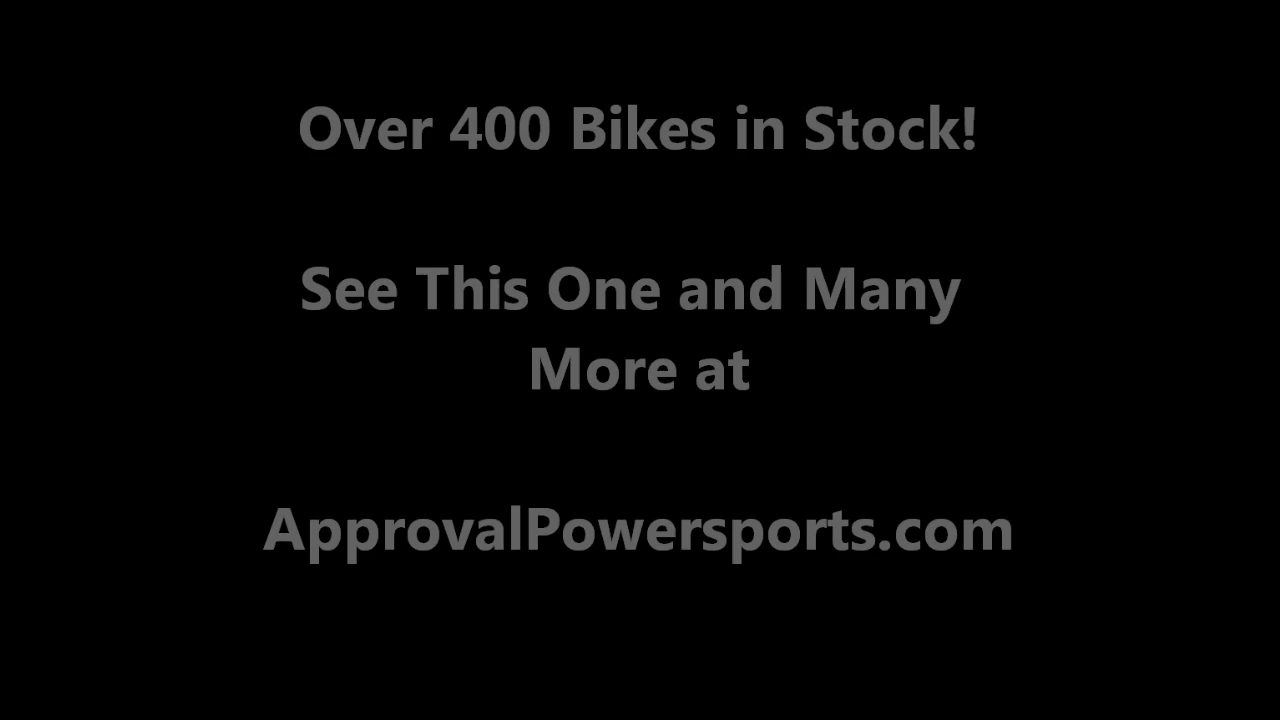 Over 400 Bikes in Stock!
See This One and Many
More at
ApprovalPowersports.com